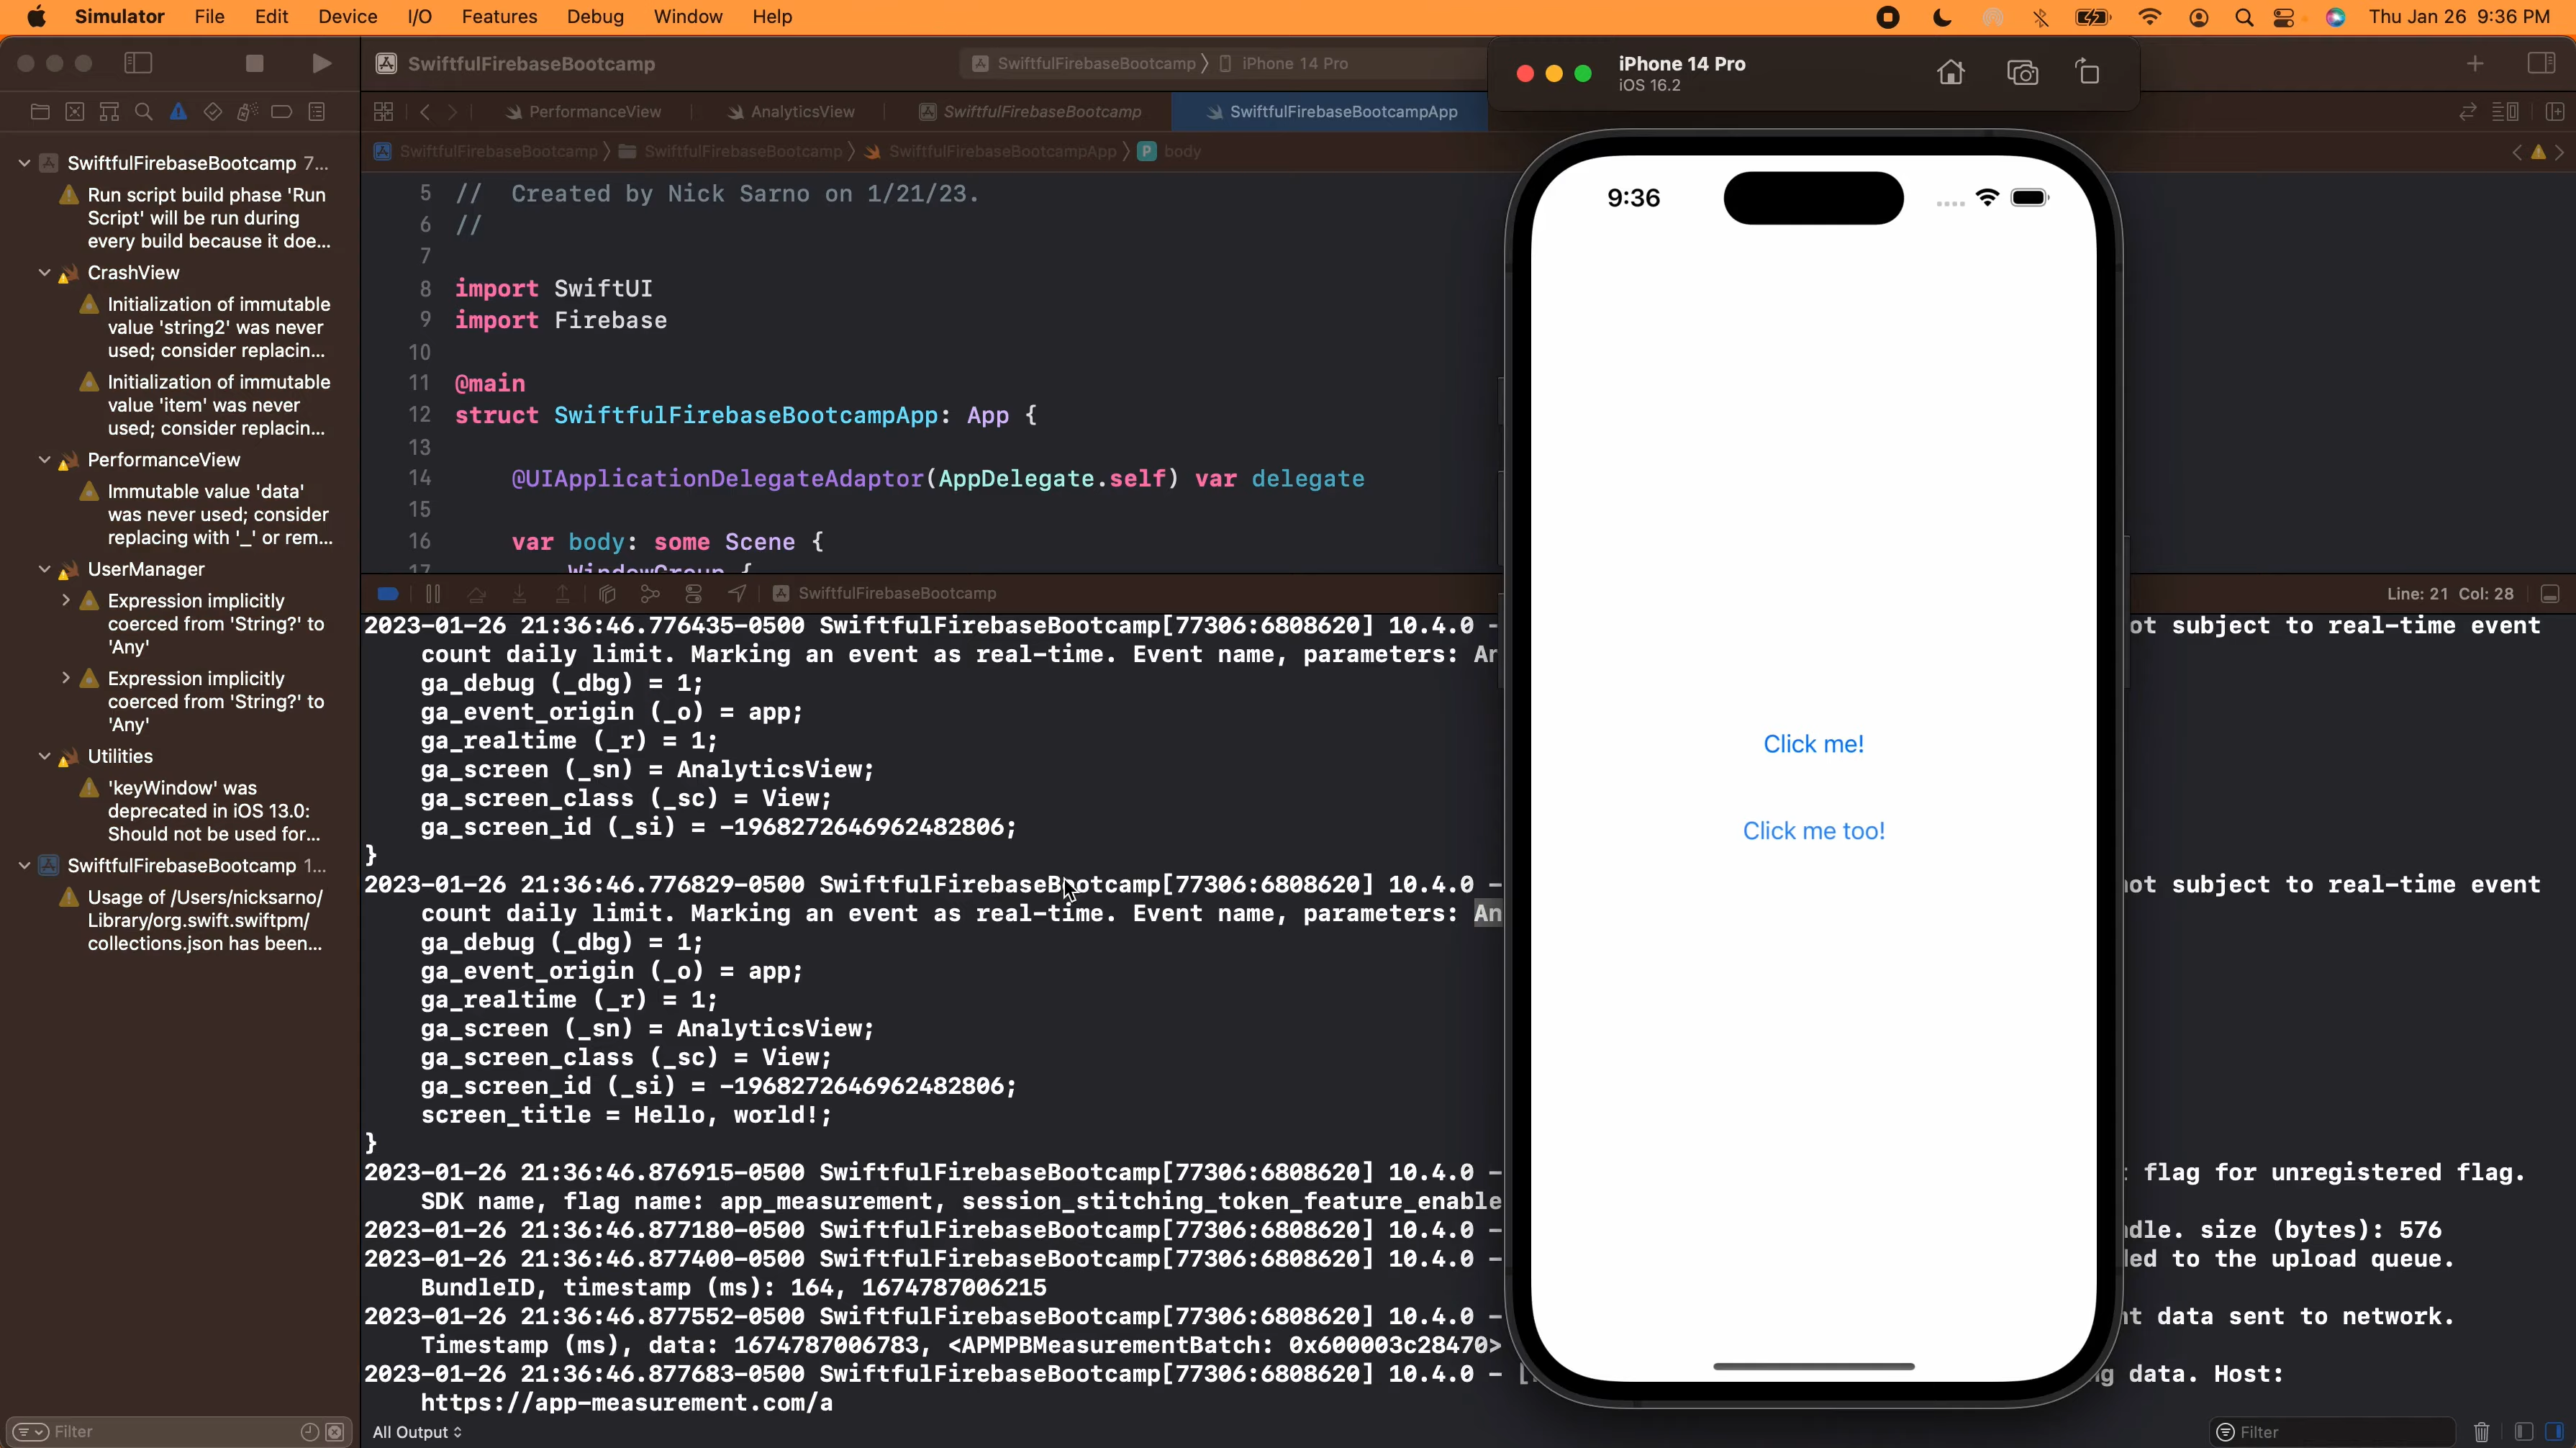 Simulator File Edit Device I/O Features Debug Window Help Thu Jan 26 9:36 PM
SwiftfulFirebaseBootcamp SwiftfulFirebaseBootcamp iPhone 14 Pro
iPhone 14 Pro
iOS 16.2
PerformanceView AnalyticsView SwiftfulFirebaseBootcamp SwiftfulFirebaseBootcampApp
SwiftfulFirebaseBootcamp SwiftfulFirebaseBootcamp SwiftfulFirebaseBootcampApp P body
SwiftfulFirebaseBootcamp 7...
Run script build phase 'Run
Script' will be run during
every build because it doe...
CrashView
Initialization of immutable
value 'string2' was never
used; consider replacin...
Initialization of immutable
value 'item' was never
used; consider replacin...
PerformanceView
Immutable value 'data'
was never used; consider
replacing with '_' or rem...
UserManager
Expression implicitly
coerced from 'String?' to
'Any'
Expression implicitly
coerced from 'String?' to
'Any'
Utilities
'keyWindow' was
deprecated in iOS 13.0:
Should not be used for...
SwiftfulFirebaseBootcamp 1...
Usage of /Users/nicksarno/
Library/org.swift.swiftpm/
collections.json has been...
Filter
5 // Created by Nick Sarno on 1/21/23.
6 //
7
8 import SwiftUI
9 import Firebase
10
11 @main
12 struct SwiftfulFirebaseBootcampApp: App {
13
14 @UIApplicationDelegateAdaptor(AppDelegate.self) var delegate
15
16 var body: some Scene {
17 WindowGroup {
SwiftfulFirebaseBootcamp Line: 21 Col: 28
2023-01-26 21:36:46.776435-0500 SwiftfulFirebaseBootcamp[77306:6808620] 10.4.0 - ot subject to real-time event
count daily limit. Marking an event as real-time. Event name, parameters: An
ga_debug (_dbg) = 1;
ga_event_origin (_o) = app;
ga_realtime (_r) = 1;
ga_screen (_sn) = AnalyticsView;
ga_screen_class (_sc) = View;
ga_screen_id (_si) = -1968272646962482806;
}
2023-01-26 21:36:46.776829-0500 SwiftfulFirebaseBootcamp[77306:6808620] 10.4.0 - ot subject to real-time event
count daily limit. Marking an event as real-time. Event name, parameters: An
ga_debug (_dbg) = 1;
ga_event_origin (_o) = app;
ga_realtime (_r) = 1;
ga_screen (_sn) = AnalyticsView;
ga_screen_class (_sc) = View;
ga_screen_id (_si) = -1968272646962482806;
screen_title = Hello, world!;
}
2023-01-26 21:36:46.876915-0500 SwiftfulFirebaseBootcamp[77306:6808620] 10.4.0 - flag for unregistered flag.
SDK name, flag name: app_measurement, session_stitching_token_feature_enable
2023-01-26 21:36:46.877180-0500 SwiftfulFirebaseBootcamp[77306:6808620] 10.4.0 - dle. size (bytes): 576
2023-01-26 21:36:46.877400-0500 SwiftfulFirebaseBootcamp[77306:6808620] 10.4.0 - ed to the upload queue.
BundleID, timestamp (ms): 164, 1674787006215
2023-01-26 21:36:46.877552-0500 SwiftfulFirebaseBootcamp[77306:6808620] 10.4.0 - t data sent to network.
Timestamp (ms), data: 1674787006783, <APMPBMeasurementBatch: 0x600003c28470>
2023-01-26 21:36:46.877683-0500 SwiftfulFirebaseBootcamp[77306:6808620] 10.4.0 - [ g data. Host:
https://app-measurement.com/a
All Output Filter
9:36
Click me!
Click me too!